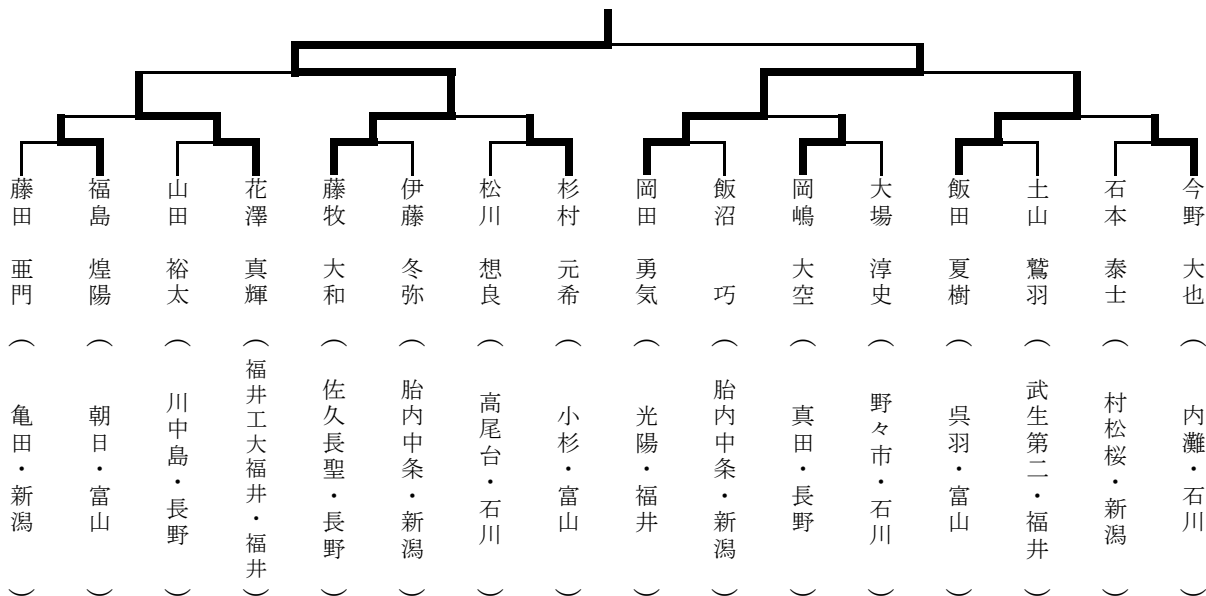 藤田 亜門（亀田・新潟）
福島 煌陽（朝日・富山）
山田 裕太（川中島・長野）
花澤 真輝（福井工大福井・福井）
藤牧 大和（佐久長聖・長野）
伊藤 冬弥（胎内中条・新潟）
松川 想良（高尾台・石川）
杉村 元希（小杉・富山）
岡田 勇気（光陽・福井）
飯沼 巧（胎内中条・新潟）
岡嶋 大空（真田・長野）
大場 淳史（野々市・石川）
飯田 夏樹（呉羽・富山）
土山 鷲羽（武生第二・福井）
石本 泰士（村松桜・新潟）
今野 大也（内灘・石川）